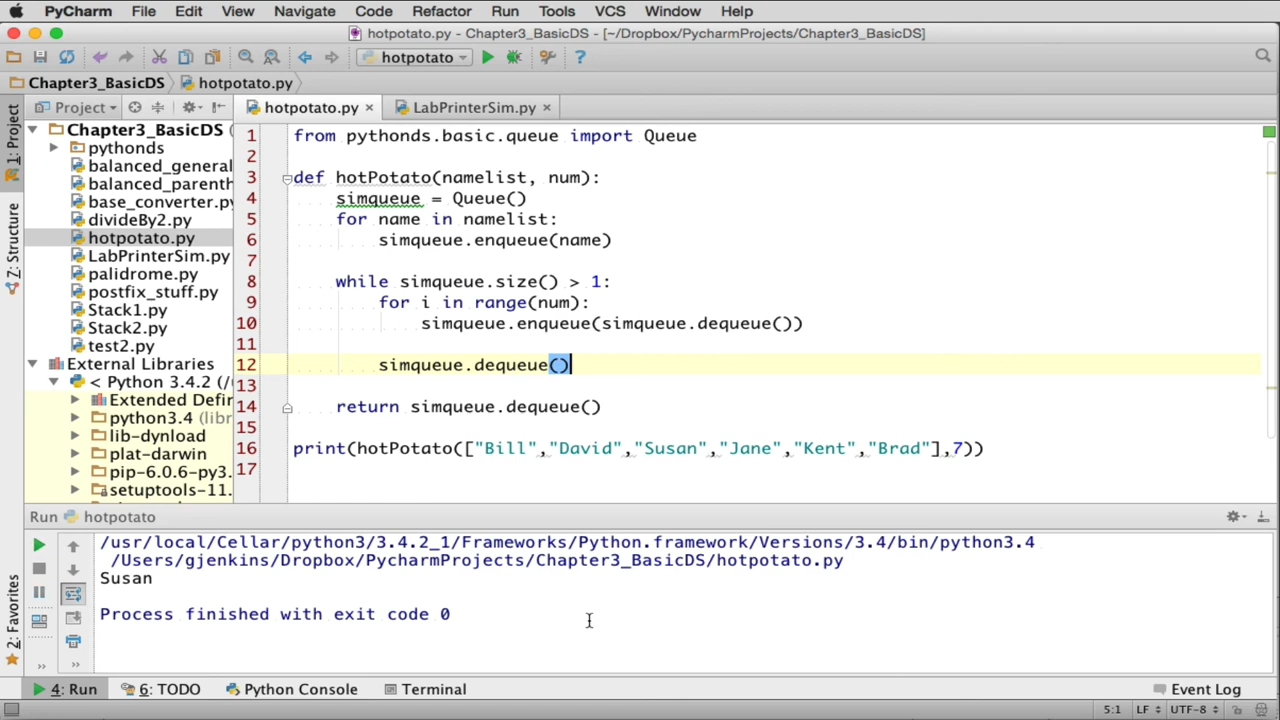 PyCharm File Edit View Navigate Code Refactor Run Tools VCS Window Help
hotpotato.py - Chapter3_BasicDS - [~/Dropbox/PycharmProjects/Chapter3_BasicDS]
hotpotato
Chapter3_BasicDS hotpotato.py
Project hotpotato.py × LabPrinterSim.py ×
1: Project
Z: Structure
2: Favorites
Chapter3_BasicDS (
pythonds
balanced_general
balanced_parenth
base_converter.py
divideBy2.py
hotpotato.py
LabPrinterSim.py
palidrome.py
postfix_stuff.py
Stack1.py
Stack2.py
test2.py
External Libraries
< Python 3.4.2 (/u
Extended Defin
python3.4 (libr
lib-dynload
plat-darwin
pip-6.0.6-py3.
setuptools-11.
1 from pythonds.basic.queue import Queue
2
3 def hotPotato(namelist, num):
4 simqueue = Queue()
5 for name in namelist:
6 simqueue.enqueue(name)
7
8 while simqueue.size() > 1:
9 for i in range(num):
10 simqueue.enqueue(simqueue.dequeue())
11
12 simqueue.dequeue()
13
14 return simqueue.dequeue()
15
16 print(hotPotato(["Bill","David","Susan","Jane","Kent","Brad"],7))
17
Run hotpotato
/usr/local/Cellar/python3/3.4.2_1/Frameworks/Python.framework/Versions/3.4/bin/python3.4
/Users/gjenkins/Dropbox/PycharmProjects/Chapter3_BasicDS/hotpotato.py
Susan
Process finished with exit code 0
4: Run 6: TODO Python Console Terminal Event Log
5:1 LF UTF-8